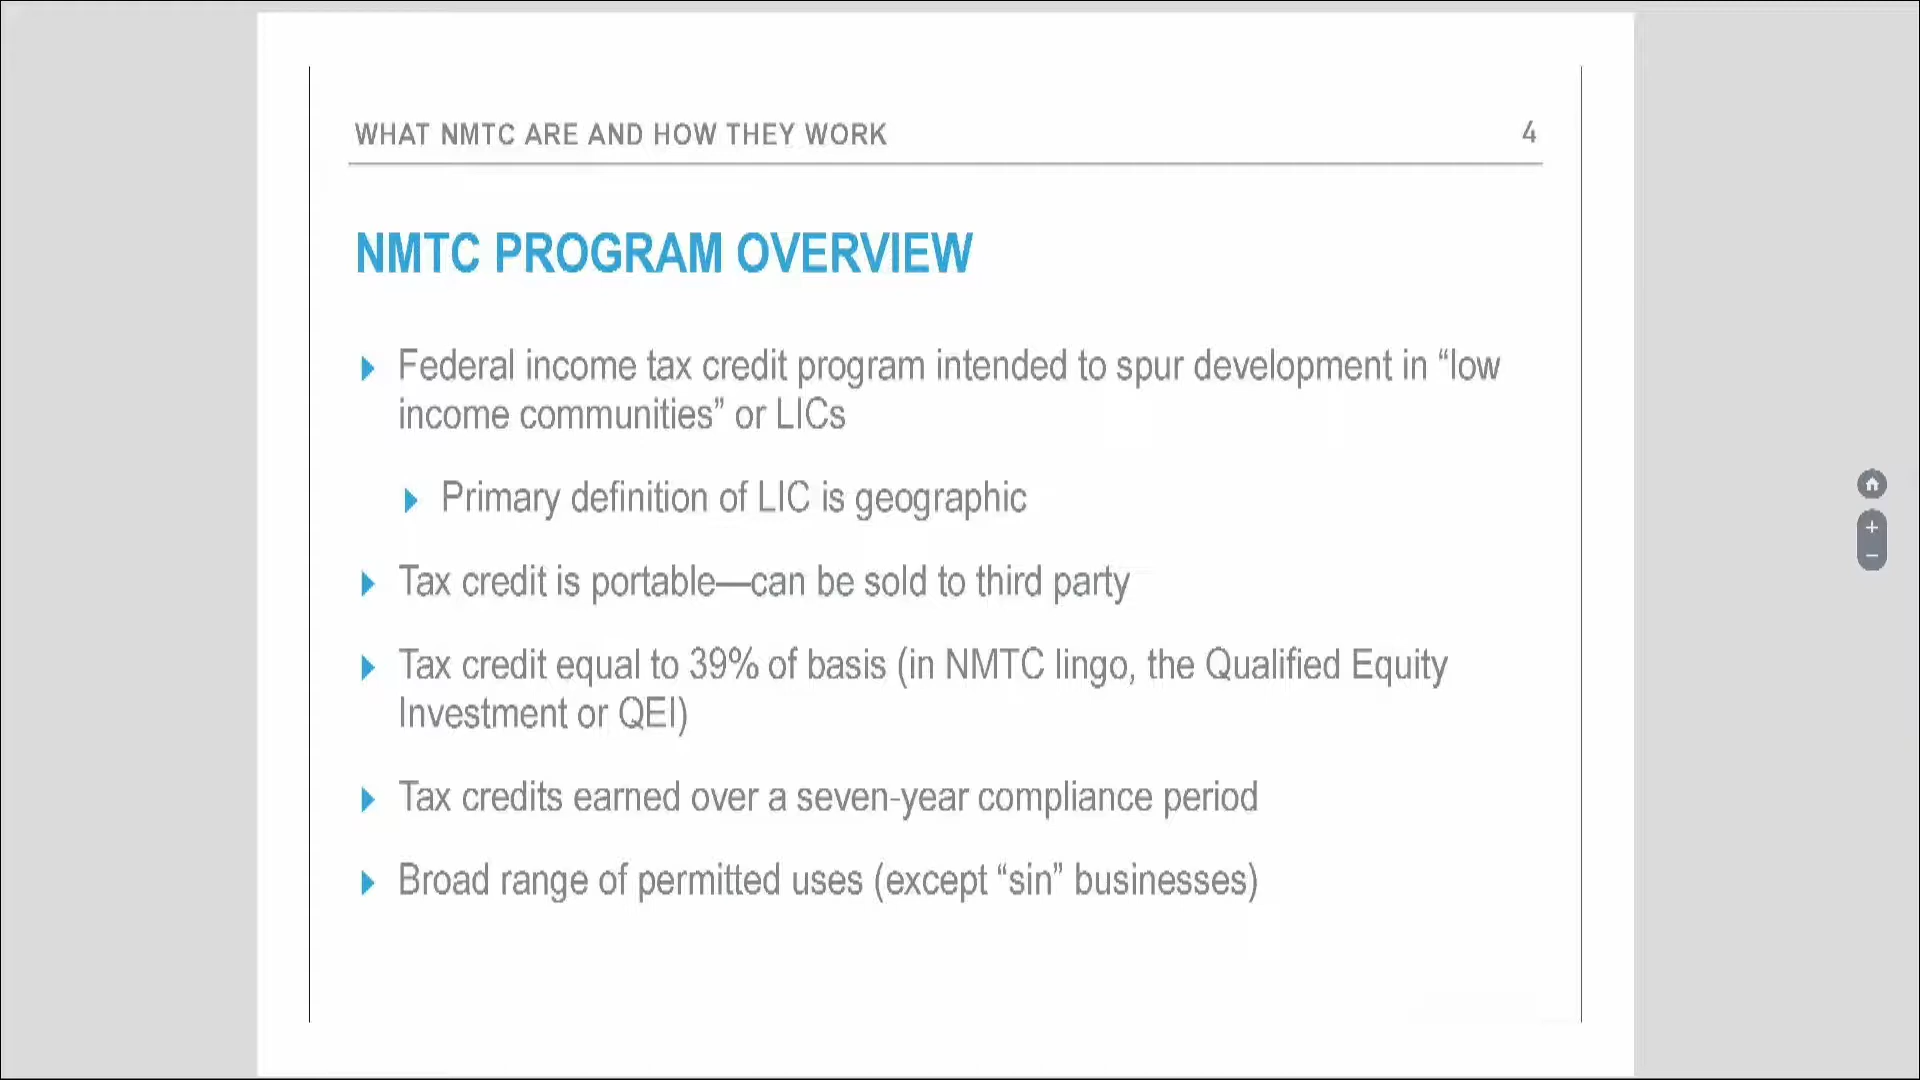 WHAT NMTC ARE AND HOW THEY WORK
4
NMTC PROGRAM OVERVIEW
Federal income tax credit program intended to spur development in “low
income communities” or LICs
Primary definition of LIC is geographic
Tax credit is portable—can be sold to third party
Tax credit equal to 39% of basis (in NMTC lingo, the Qualified Equity
Investment or QEI)
Tax credits earned over a seven-year compliance period
Broad range of permitted uses (except “sin” businesses)